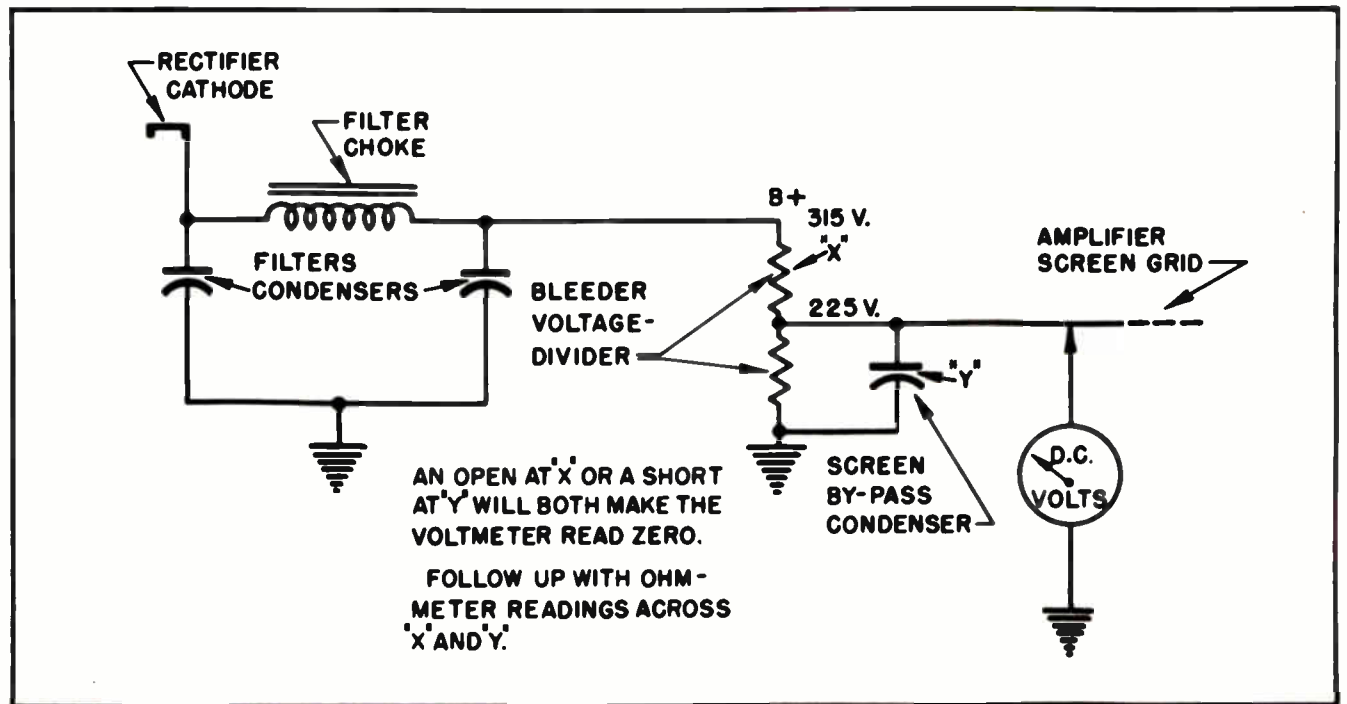 RECTIFIER
CATHODE
FILTER
CHOKE
FILTERS
CONDENSERS
BLEEDER
VOLTAGE-
DIVIDER
B+
315 V.
"X"
225 V.
"Y"
AMPLIFIER
SCREEN GRID
SCREEN
BY-PASS
CONDENSER
D.C.
VOLTS
AN OPEN AT "X" OR A SHORT
AT "Y" WILL BOTH MAKE THE
VOLTMETER READ ZERO.
FOLLOW UP WITH OHM-
METER READINGS ACROSS
"X" AND "Y."